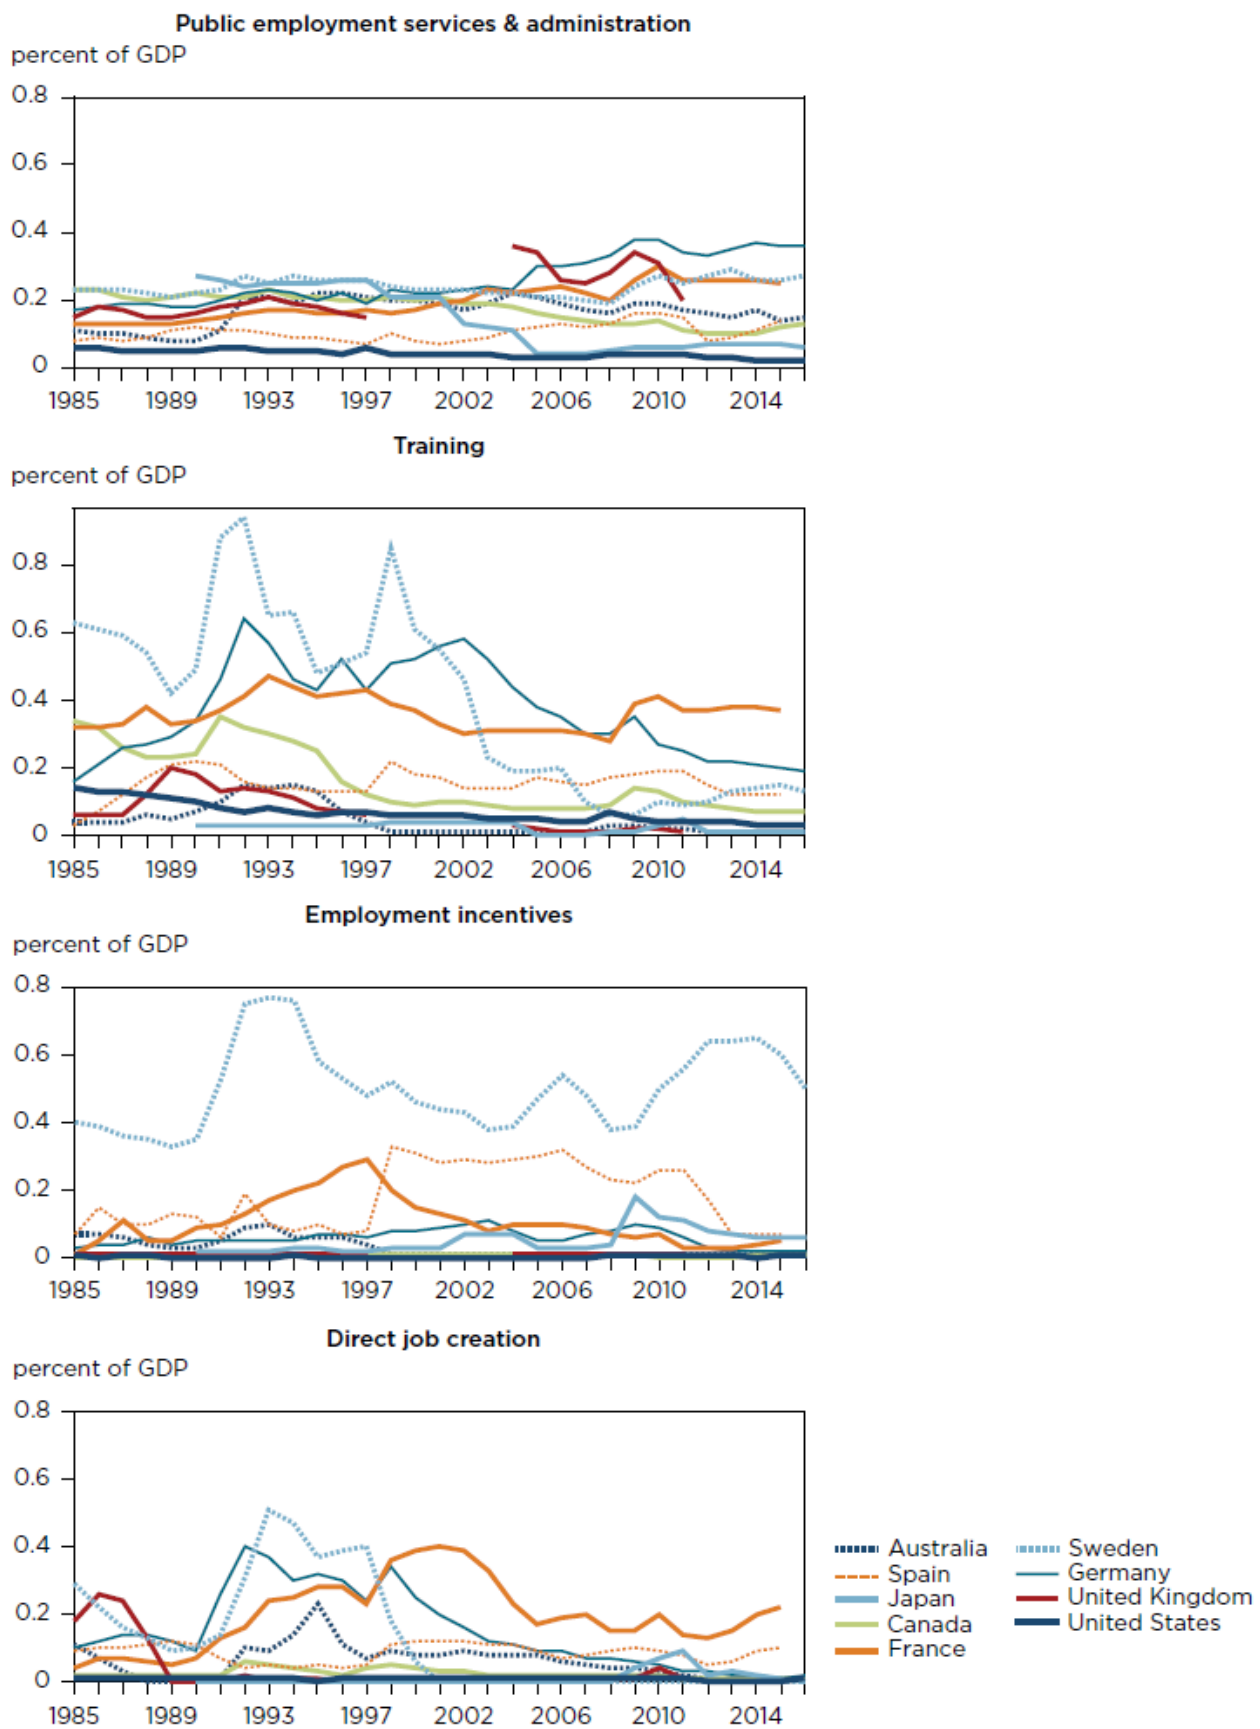 Public employment services & administration
percent of GDP
0.8
0.6
0.4
0.2
0
1985 1989 1993 1997 2002 2006 2010 2014
Training
percent of GDP
0.8
0.6
0.4
0.2
0
1985 1989 1993 1997 2002 2006 2010 2014
Employment incentives
percent of GDP
0.8
0.6
0.4
0.2
0
1985 1989 1993 1997 2002 2006 2010 2014
Direct job creation
percent of GDP
0.8
0.6
0.4
0.2
0
1985 1989 1993 1997 2002 2006 2010 2014
Australia
Spain
Japan
Canada
France
Sweden
Germany
United Kingdom
United States